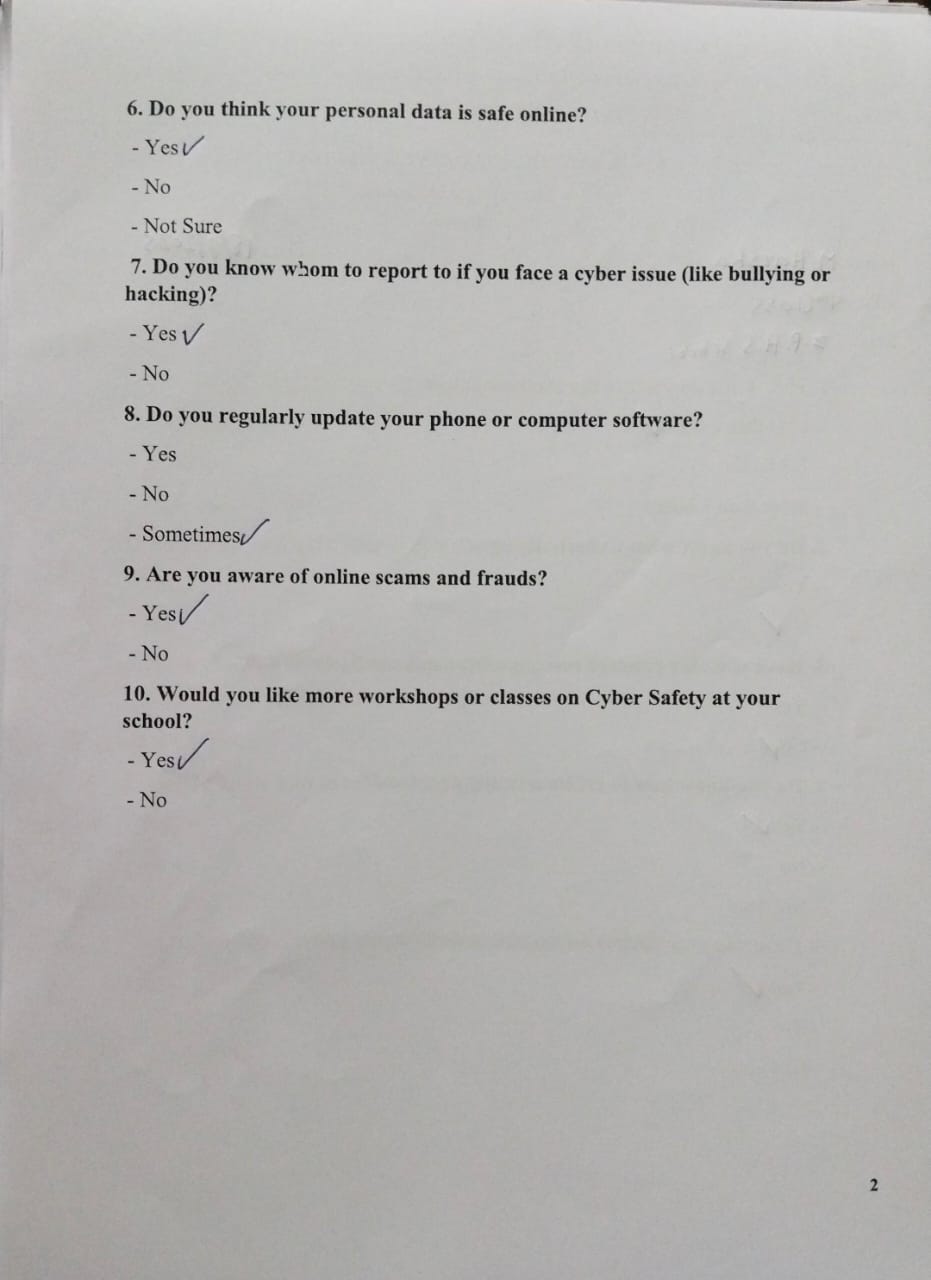 6. Do you think your personal data is safe online?
- Yes ✓
- No
- Not Sure
7. Do you know whom to report to if you face a cyber issue (like bullying or
hacking)?
- Yes ✓
- No
8. Do you regularly update your phone or computer software?
- Yes
- No
- Sometimes ✓
9. Are you aware of online scams and frauds?
- Yes ✓
- No
10. Would you like more workshops or classes on Cyber Safety at your
school?
- Yes ✓
- No
2